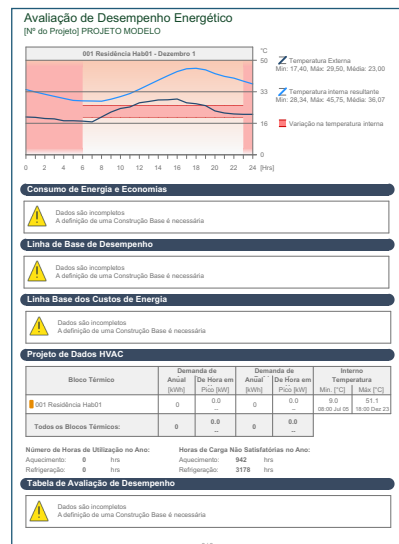 Avaliação de Desempenho Energético
[Nº do Projeto] PROJETO MODELO
001 Residência Hab01 - Dezembro 1
°C
50
33
16
0
0 2 4 6 8 10 12 14 16 18 20 22 24 [Hrs]
Temperatura Externa
Min: 17,40, Máx: 29,50, Média: 23,00
Temperatura interna resultante
Min: 28,34, Máx: 45,75, Média: 36,07
Variação na temperatura interna
Consumo de Energia e Economias
Dados são incompletos
A definição de uma Construção Base é necessária
Linha de Base de Desempenho
Dados são incompletos
A definição de uma Construção Base é necessária
Linha Base dos Custos de Energia
Dados são incompletos
A definição de uma Construção Base é necessária
Projeto de Dados HVAC
Bloco Térmico Demanda de Demanda de Interno
Anual De Hora em Anual De Hora em Temperatura
[kWh] Pico [kW] [kWh] Pico [kW] Min. [°C] Máx [°C]
001 Residência Hab01 0 0.0 0 0.0 9.0 51.1
-- -- 06:00 Jul 05 18:00 Dez 23
Todos os Blocos Térmicos: 0 0.0 0 0.0
-- --
Número de Horas de Utilização no Ano: Horas de Carga Não Satisfatórias no Ano:
Aquecimento: 0 hrs Aquecimento: 942 hrs
Refrigeração: 0 hrs Refrigeração: 3178 hrs
Tabela de Avaliação de Desempenho
Dados são incompletos
A definição de uma Construção Base é necessária